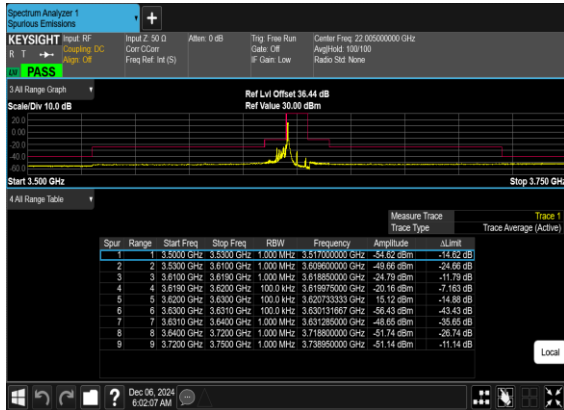 Spectrum Analyzer 1
Spurious Emissions
KEYSIGHT Input: RF Input Z: 50 Ω Atten: 0 dB Trig: Free Run Center Freq: 22.005000000 GHz
R T Coupling: DC Corr CCorr Gate: Off Avg|Hold: 100/100
Align: Off Freq Ref: Int (S) IF Gain: Low Radio Std: None
PASS
3 All Range Graph
Ref Lvl Offset 36.44 dB
Scale/Div 10.0 dB Ref Value 30.00 dBm
20.0
0.00
-20.0
-40.0
-60.0
Start 3.500 GHz Stop 3.750 GHz
4 All Range Table
Measure Trace Trace 1
Trace Type Trace Average (Active)
Spur Range Start Freq Stop Freq RBW Frequency Amplitude ΔLimit
1 1 3.5000 GHz 3.5300 GHz 1.000 MHz 3.517000000 GHz -54.62 dBm -14.62 dB
2 2 3.5300 GHz 3.6100 GHz 1.000 MHz 3.609600000 GHz -49.66 dBm -24.66 dB
3 3 3.6100 GHz 3.6190 GHz 1.000 MHz 3.618850000 GHz -24.79 dBm -11.79 dB
4 4 3.6190 GHz 3.6200 GHz 100.0 kHz 3.619975000 GHz -20.16 dBm -7.163 dB
5 5 3.6200 GHz 3.6300 GHz 100.0 kHz 3.620733333 GHz 15.12 dBm -14.88 dB
6 6 3.6300 GHz 3.6310 GHz 100.0 kHz 3.630131667 GHz -56.43 dBm -43.43 dB
7 7 3.6310 GHz 3.6400 GHz 1.000 MHz 3.631285000 GHz -48.65 dBm -35.65 dB
8 8 3.6400 GHz 3.7200 GHz 1.000 MHz 3.718800000 GHz -51.74 dBm -26.74 dB
9 9 3.7200 GHz 3.7500 GHz 1.000 MHz 3.738950000 GHz -51.14 dBm -11.14 dB
Local
Dec 06, 2024
6:02:07 AM